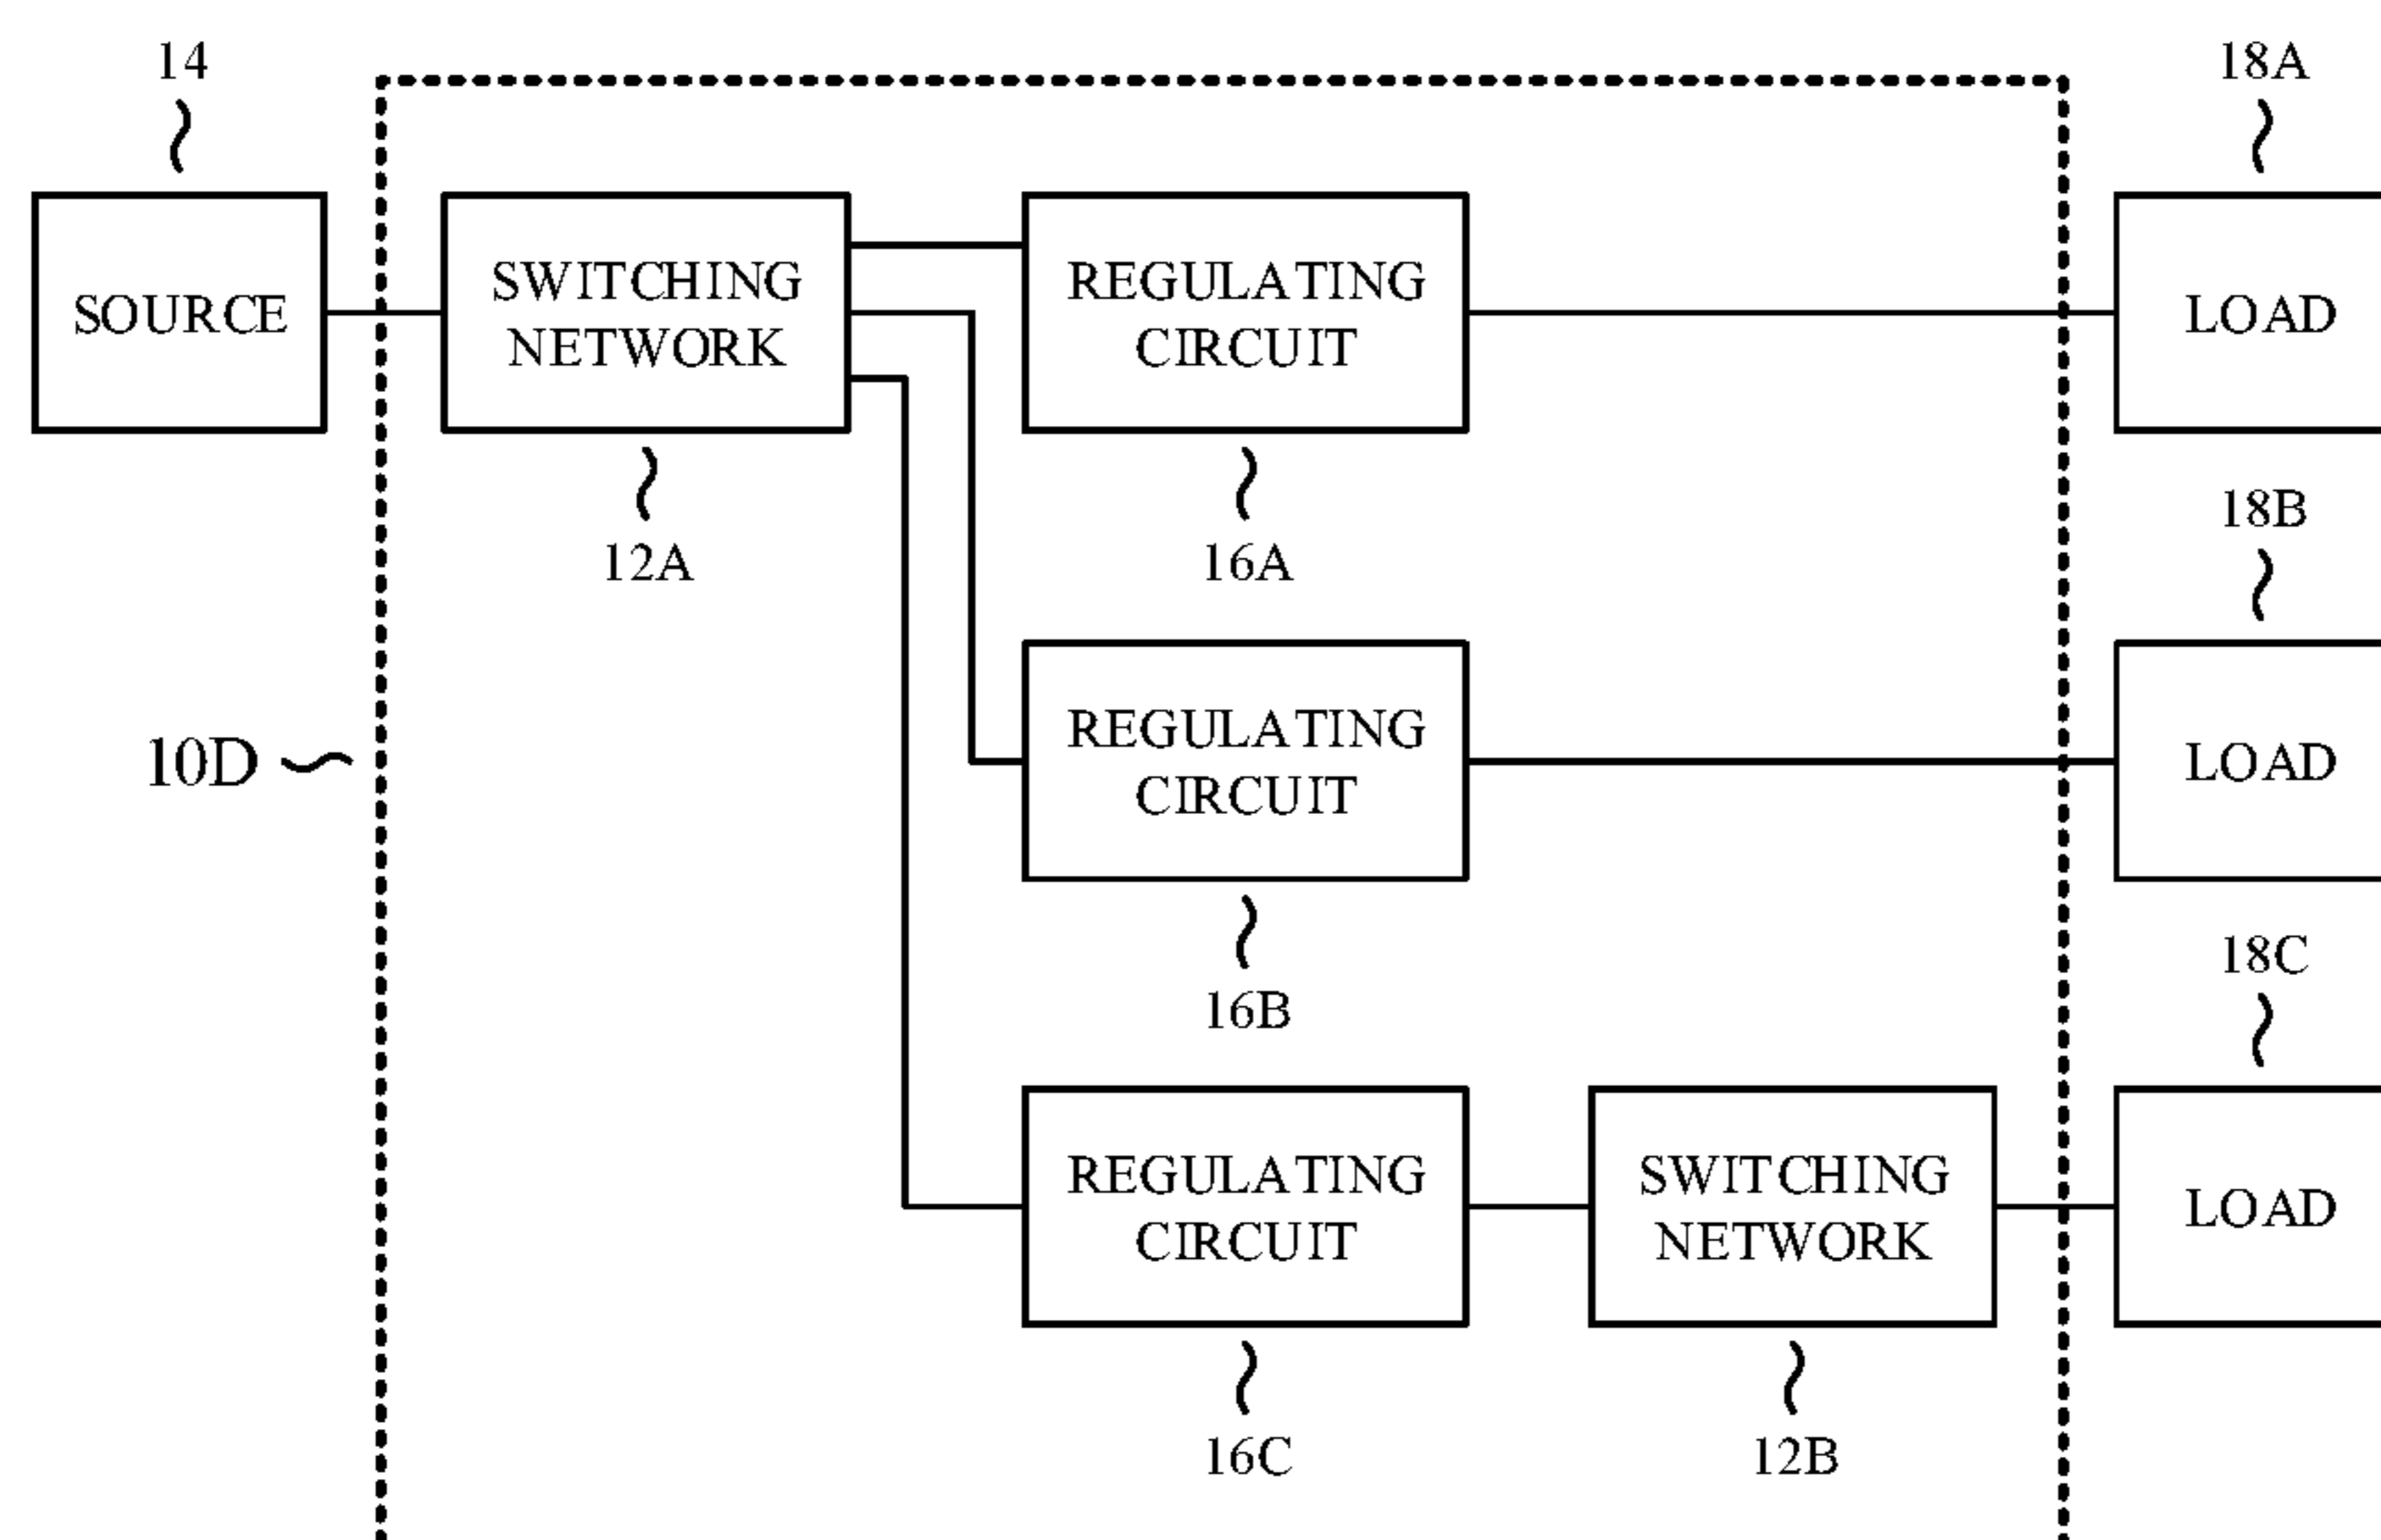 14
18A
SOURCE
SWITCHING
NETWORK
REGULATING
CIRCUIT
LOAD
12A
16A
18B
10D
REGULATING
CIRCUIT
LOAD
16B
18C
REGULATING
CIRCUIT
SWITCHING
NETWORK
LOAD
16C
12B